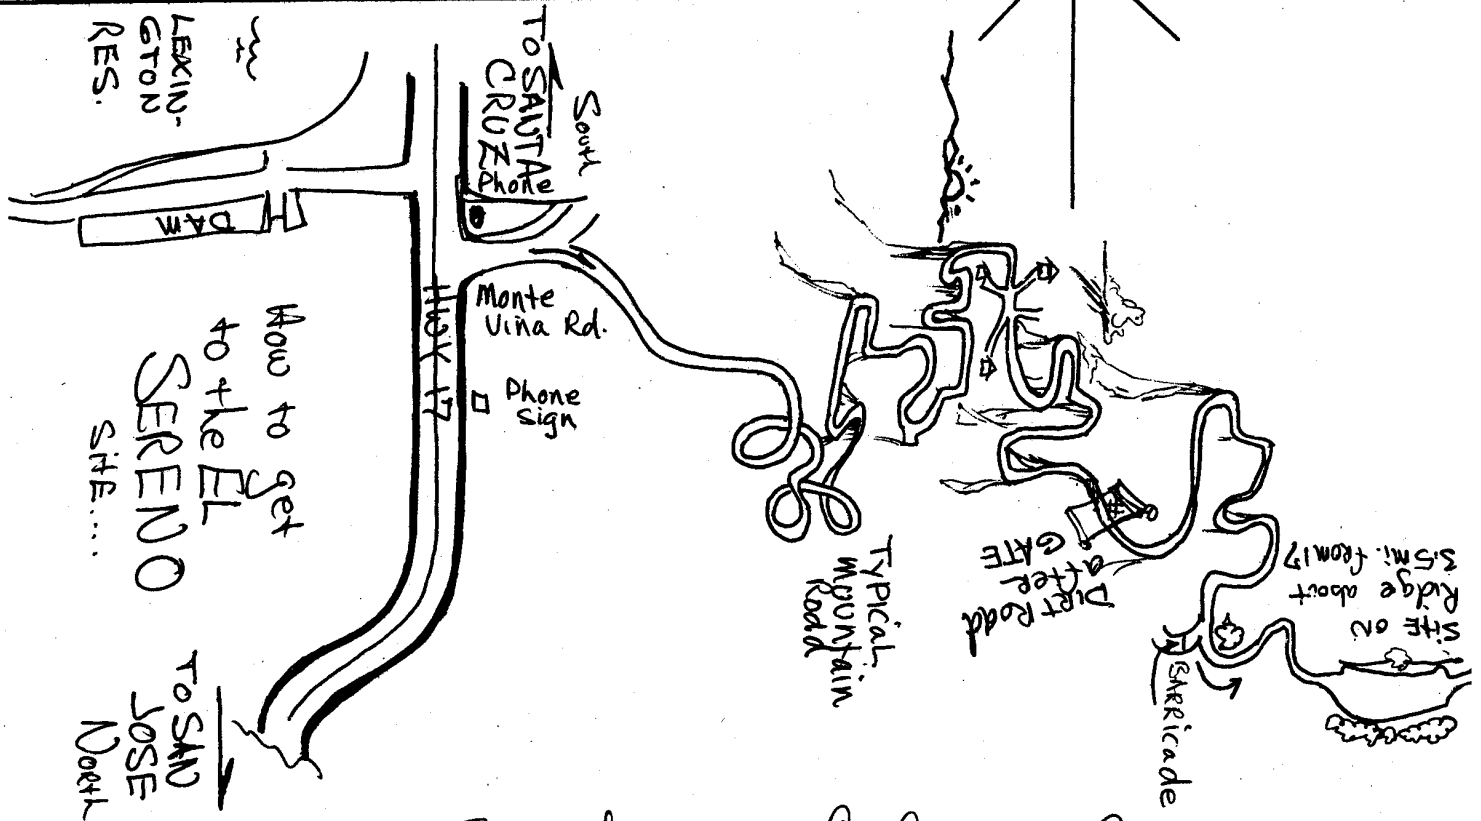 How to get
to the EL
SERENO
SitE....
LEXIN-
GTON
RES.
DAM
TO SANTA
CRUZ
South
Phone
Monte
Vina Rd.
HWY 17
Phone
sign
TO SAN
JOSE
North
TYPICAL
mountain
Road
DIRT Road
after
GATE
BARRICADE
SitE ON
Ridge about
3.5 mi. from 17